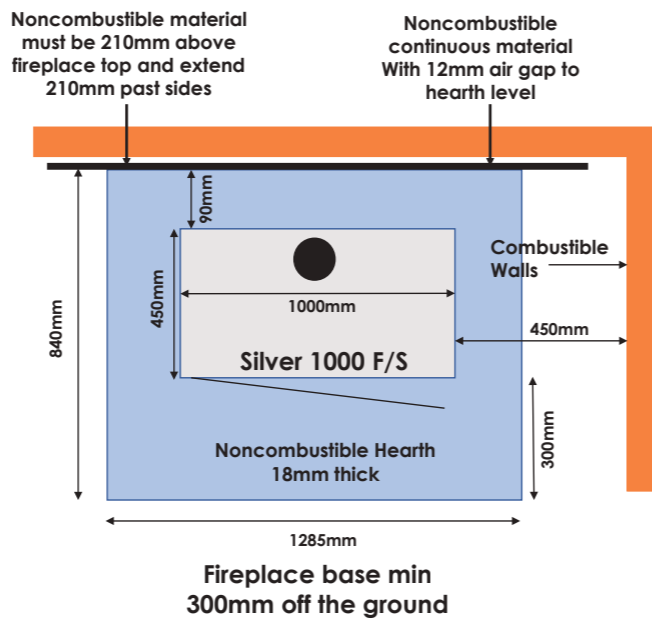 Noncombustible material
must be 210mm above
fireplace top and extend
210mm past sides
Noncombustible
continuous material
With 12mm air gap to
hearth level
90mm
Combustible
Walls
450mm
1000mm
840mm
450mm
Silver 1000 F/S
Noncombustible Hearth
18mm thick
300mm
1285mm
Fireplace base min
300mm off the ground